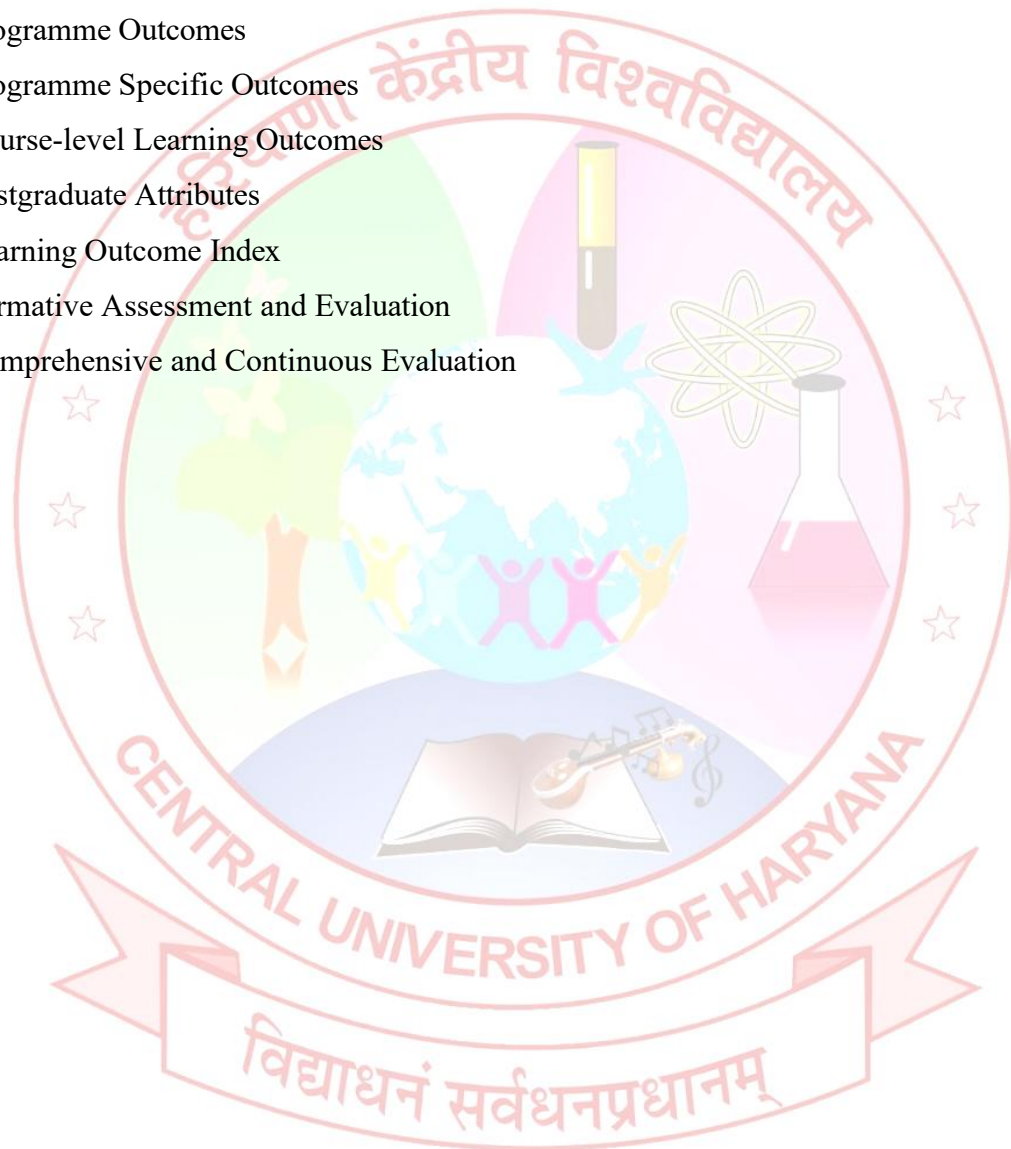 ogramme Outcomes
ogramme Specific Outcomes
urse-level Learning Outcomes
stgraduate Attributes
arning Outcome Index
rmative Assessment and Evaluation
mprehensive and Continuous Evaluation
हरियाणा केंद्रीय विश्वविद्यालय
CENTRAL UNIVERSITY OF HARYANA
विद्याधनं सर्वधनप्रधानम्